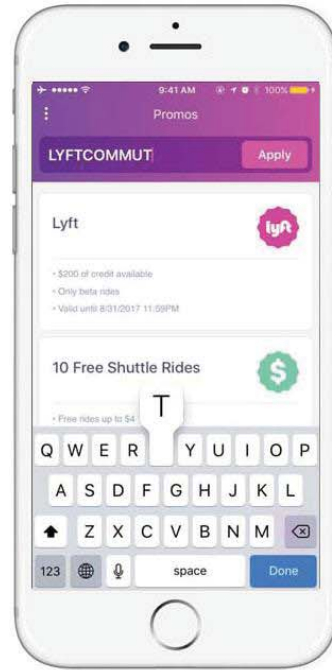 9:41 AM
100%
Promos
LYFTCOMMUT
Apply
Lyft
lyft
• $200 of credit available
• Only beta rides
• Valid until 8/31/2017 11:59PM
10 Free Shuttle Rides
$
• Free rides up to $4
T
Q W E R Y U I O P
A S D F G H J K L
Z X C V B N M
123 space Done